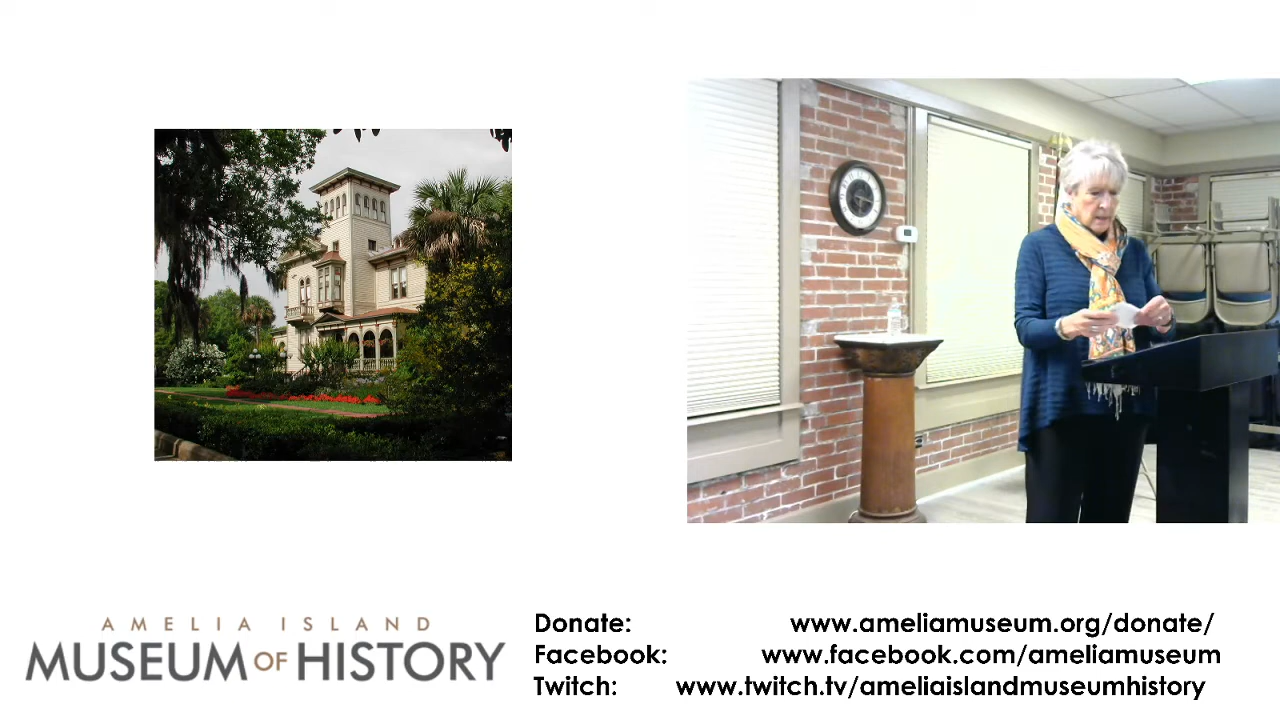 AMELIA ISLAND
MUSEUM OF HISTORY
Donate: www.ameliamuseum.org/donate/
Facebook: www.facebook.com/ameliamuseum
Twitch: www.twitch.tv/ameliaislandmuseumhistory